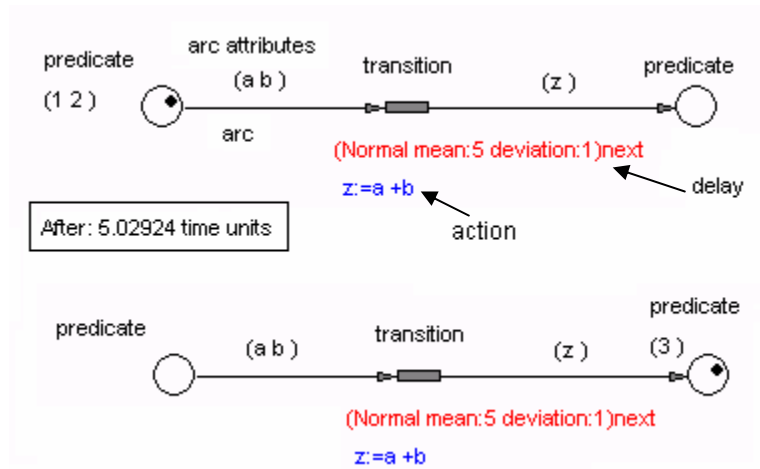 arc attributes
predicate
transition
predicate
(a b )
(z )
(1 2 )
arc
(Normal mean:5 deviation:1)next
z:=a +b
delay
After: 5.02924 time units
action
predicate
predicate
transition
(a b )
(z )
(3 )
(Normal mean:5 deviation:1)next
z:=a +b